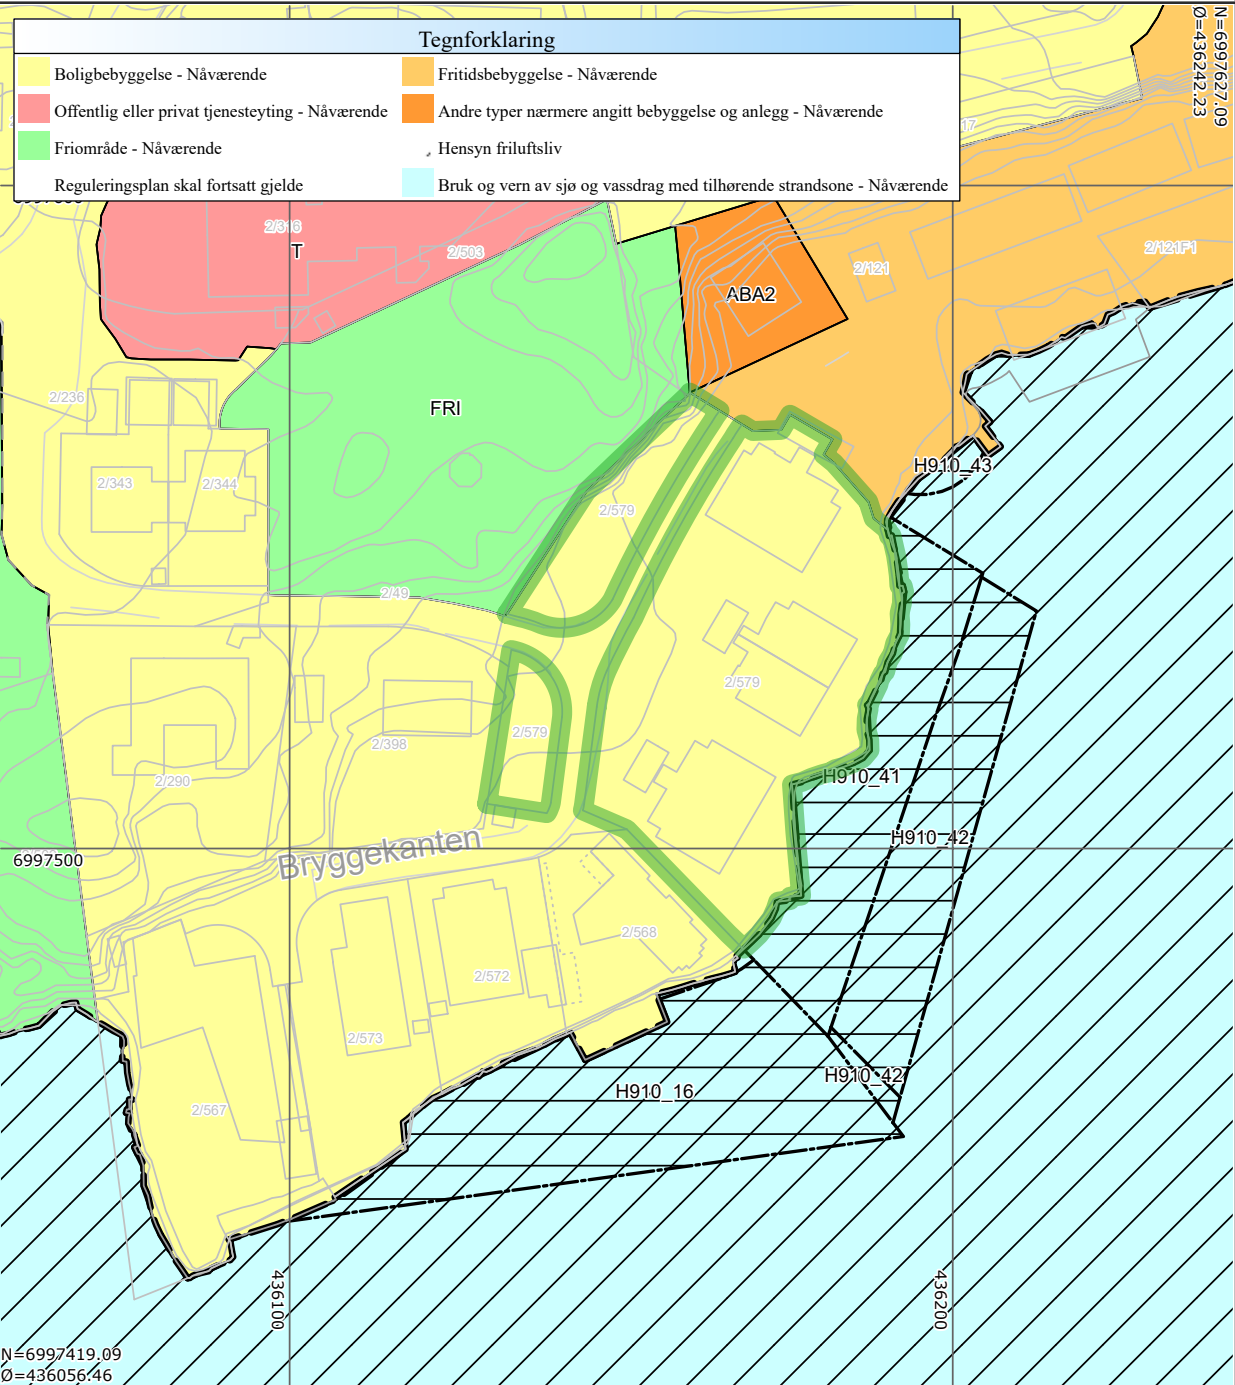 Tegnforklaring
Boligbebyggelse - Nåværende
Fritidsbebyggelse - Nåværende
Offentlig eller privat tjenesteyting - Nåværende
Andre typer nærmere angitt bebyggelse og anlegg - Nåværende
Friområde - Nåværende
Hensyn friluftsliv
Reguleringsplan skal fortsatt gjelde
Bruk og vern av sjø og vassdrag med tilhørende strandsone - Nåværende
N=6997627.09
Ø=436242.23
17
2/316
T
2/503
2/121
2/121F1
ABA2
2/236
FRI
H910_43
2/343
2/344
2/579
2/49
2/579
2/579
2/398
2/290
H910_41
H910_42
Bryggekanten
6997500
2/568
2/572
2/573
H910_42
H910_16
2/567
436100
436200
N=6997419.09
Ø=436056.46